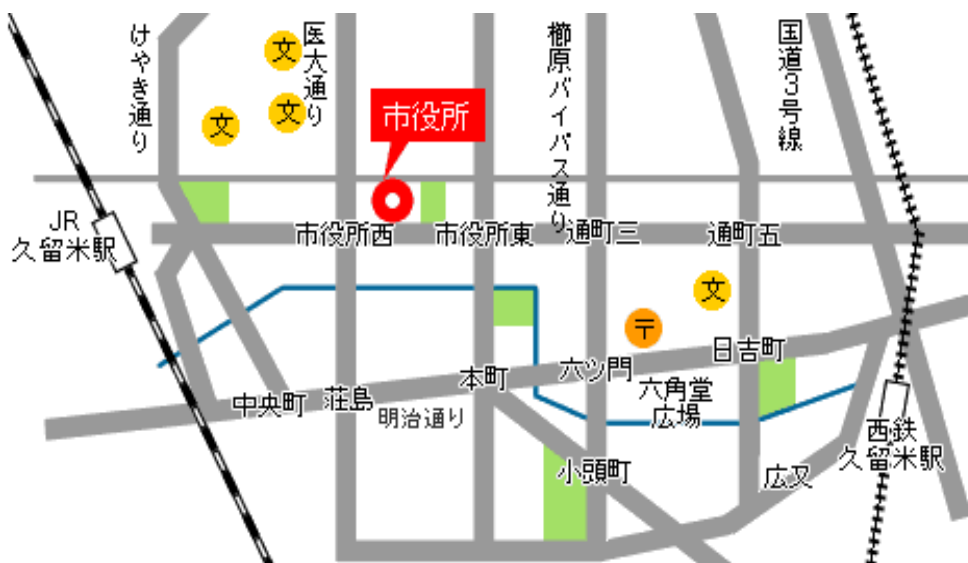 けやき通り
医大通り
櫛原バイパス通り
国道3号線
文
文
文
市役所
JR
久留米駅
市役所西
市役所東
通町三
通町五
文
〒
日吉町
六ツ門
本町
荘島
中央町
明治通り
六角堂
広場
西鉄
久留米駅
小頭町
広又